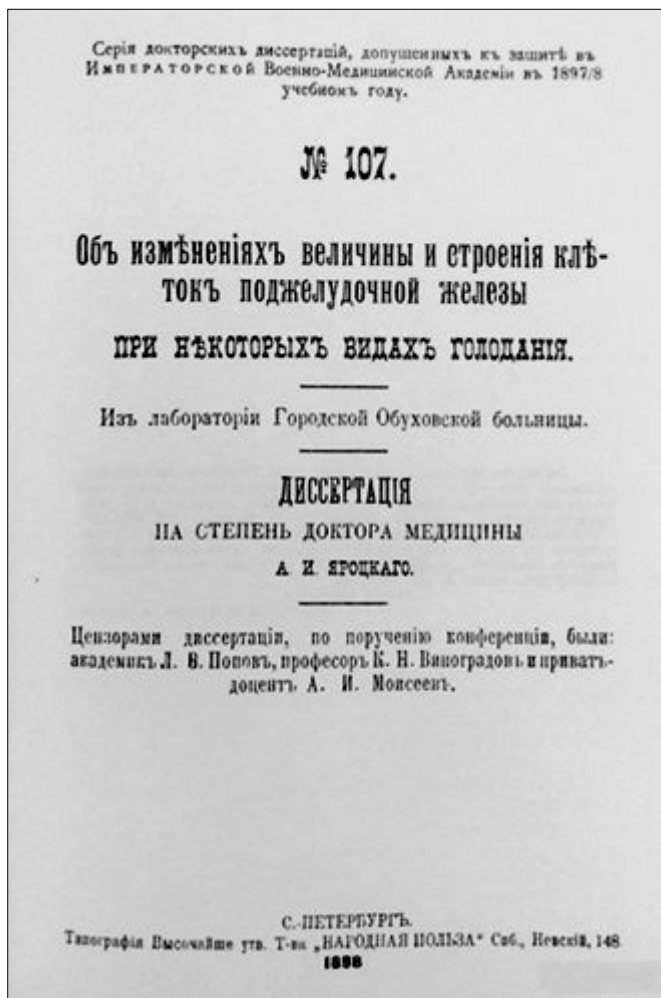 Серія докторскихъ диссертацій, допущенныхъ къ защитѣ въ
Императорской Военно-Медицинской Академіи въ 1897/8
учебномъ году.
№ 107.
Объ измѣненіяхъ величины и строенія клѣ-
токъ поджелудочной железы
ПРИ НѢКОТОРЫХЪ ВИДАХЪ ГОЛОДАНІЯ.
Изъ лабораторіи Городской Обуховской больницы.
ДИССЕРТАЦІЯ
НА СТЕПЕНЬ ДОКТОРА МЕДИЦИНЫ
А. И. ЯРОЦКАГО.
Цензорами диссертаціи, по порученію конференціи, были:
академикъ Л. В. Поповъ, профессоръ К. Н. Виноградовъ и приватъ-
доцентъ А. И. Моисеевъ.
С.-ПЕТЕРБУРГЪ.
Типографія Высочайше утв. Т-ва „НАРОДНАЯ ПОЛЬЗА“ Спб., Невскій, 148
1898